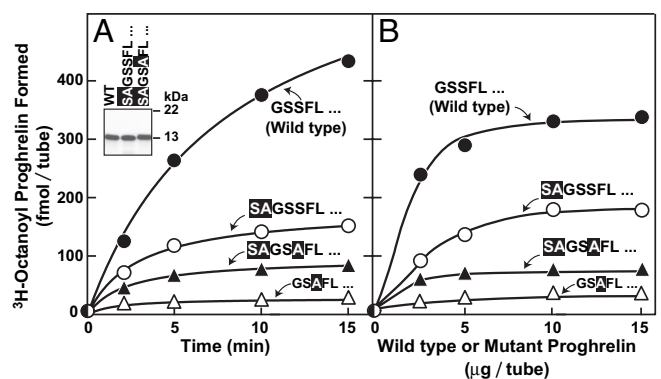 A
WT
SAGSSFL ...
SAGSAFL ...
kDa
22
13
GSSFL ...
(Wild type)
SAGSSFL ...
SAGSAFL ...
GSAFL ...
400
300
200
100
0
0
5
10
15
Time (min)
³H-Octanoyl Proghrelin Formed
(fmol / tube)
B
GSSFL ...
(Wild type)
SAGSSFL ...
SAGSAFL ...
GSAFL ...
0
5
10
15
Wild type or Mutant Proghrelin
(μg / tube)